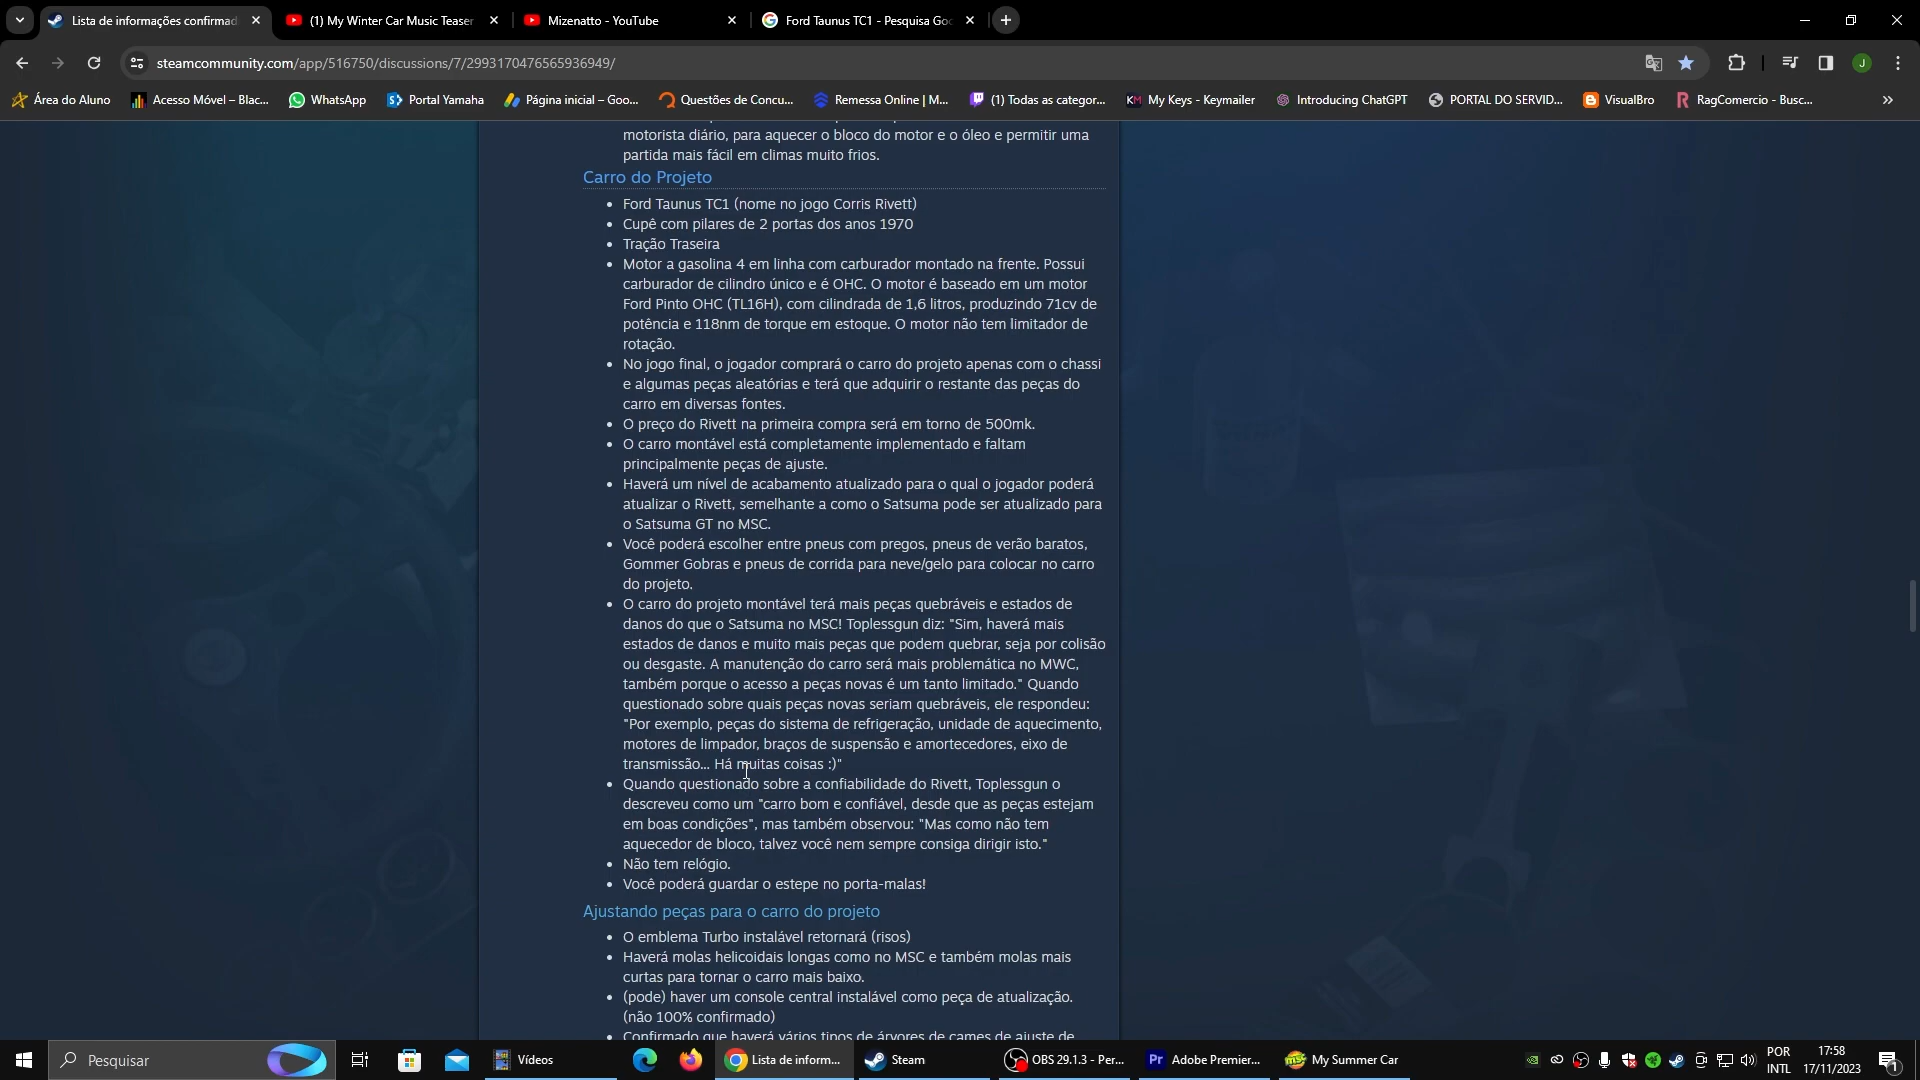 Lista de informações confirmad
(1) My Winter Car Music Teaser
Mizenatto - YouTube
Ford Taunus TC1 - Pesquisa Goo
steamcommunity.com/app/516750/discussions/7/2993170476565936949/
J
Área do Aluno
Acesso Móvel – Blac...
WhatsApp
Portal Yamaha
Página inicial – Goo...
Questões de Concu...
Remessa Online | M...
(1) Todas as categor...
KM My Keys - Keymailer
Introducing ChatGPT
PORTAL DO SERVID...
VisualBro
RagComercio - Busc...
motorista diário, para aquecer o bloco do motor e o óleo e permitir uma
partida mais fácil em climas muito frios.
Carro do Projeto
• Ford Taunus TC1 (nome no jogo Corris Rivett)
• Cupê com pilares de 2 portas dos anos 1970
• Tração Traseira
• Motor a gasolina 4 em linha com carburador montado na frente. Possui
carburador de cilindro único e é OHC. O motor é baseado em um motor
Ford Pinto OHC (TL16H), com cilindrada de 1,6 litros, produzindo 71cv de
potência e 118nm de torque em estoque. O motor não tem limitador de
rotação.
• No jogo final, o jogador comprará o carro do projeto apenas com o chassi
e algumas peças aleatórias e terá que adquirir o restante das peças do
carro em diversas fontes.
• O preço do Rivett na primeira compra será em torno de 500mk.
• O carro montável está completamente implementado e faltam
principalmente peças de ajuste.
• Haverá um nível de acabamento atualizado para o qual o jogador poderá
atualizar o Rivett, semelhante a como o Satsuma pode ser atualizado para
o Satsuma GT no MSC.
• Você poderá escolher entre pneus com pregos, pneus de verão baratos,
Gommer Gobras e pneus de corrida para neve/gelo para colocar no carro
do projeto.
• O carro do projeto montável terá mais peças quebráveis e estados de
danos do que o Satsuma no MSC! Toplessgun diz: "Sim, haverá mais
estados de danos e muito mais peças que podem quebrar, seja por colisão
ou desgaste. A manutenção do carro será mais problemática no MWC,
também porque o acesso a peças novas é um tanto limitado." Quando
questionado sobre quais peças novas seriam quebráveis, ele respondeu:
"Por exemplo, peças do sistema de refrigeração, unidade de aquecimento,
motores de limpador, braços de suspensão e amortecedores, eixo de
transmissão... Há muitas coisas :)"
• Quando questionado sobre a confiabilidade do Rivett, Toplessgun o
descreveu como um "carro bom e confiável, desde que as peças estejam
em boas condições", mas também observou: "Mas como não tem
aquecedor de bloco, talvez você nem sempre consiga dirigir isto."
• Não tem relógio.
• Você poderá guardar o estepe no porta-malas!
Ajustando peças para o carro do projeto
• O emblema Turbo instalável retornará (risos)
• Haverá molas helicoidais longas como no MSC e também molas mais
curtas para tornar o carro mais baixo.
• (pode) haver um console central instalável como peça de atualização.
(não 100% confirmado)
• Confirmado que haverá vários tipos de árvores de cames de ajuste de
Pesquisar
Vídeos
Lista de inform...
Steam
OBS 29.1.3 - Per...
Pr Adobe Premier...
My Summer Car
POR
INTL
17:58
17/11/2023
1